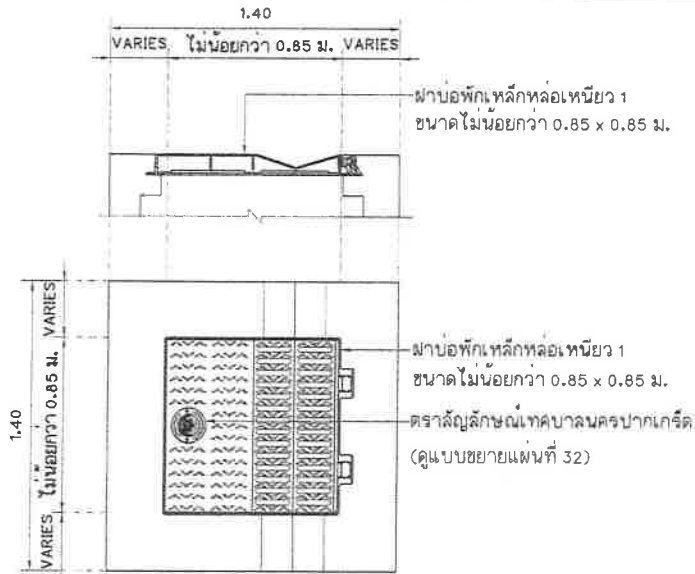 1.40
VARIES ไม่น้อยกว่า 0.85 ม. VARIES
ฝาบ่อพักเหล็กหล่อเหนียว 1
ขนาดไม่น้อยกว่า 0.85 x 0.85 ม.
1.40
VARIES
ไม่น้อยกว่า 0.85 ม.
VARIES
ฝาบ่อพักเหล็กหล่อเหนียว 1
ขนาดไม่น้อยกว่า 0.85 x 0.85 ม.
ตราสัญลักษณ์เทศบาลนครปากเกร็ด
(ดูแบบขยายแผ่นที่ 32)